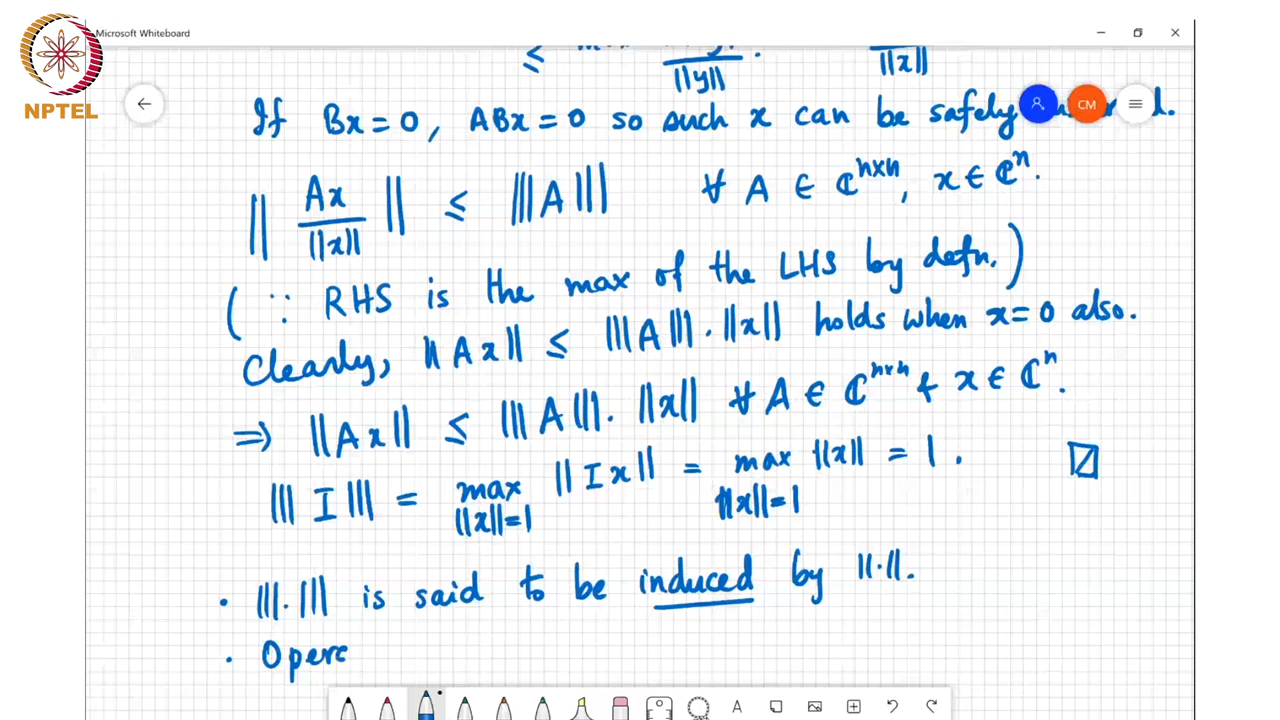 Microsoft Whiteboard
NPTEL
≤ ‖y‖ . ‖x‖
If Bx = 0, ABx = 0 so such x can be safely
CM
‖ Ax / ‖x‖ ‖ ≤ |||A||| ∀ A ∈ ℂ^{n×n}, x ∈ ℂ^n.
( ∵ RHS is the max of the LHS by defn. )
Clearly, ‖Ax‖ ≤ |||A||| . ‖x‖ holds when x = 0 also.
⇒ ‖Ax‖ ≤ |||A||| . ‖x‖ ∀ A ∈ ℂ^{n×n} & x ∈ ℂ^n.
||| I ||| = max_{‖x‖=1} ‖Ix‖ = max_{‖x‖=1} ‖x‖ = 1 .
• |||.||| is said to be induced by ‖.‖.
• Opera
A